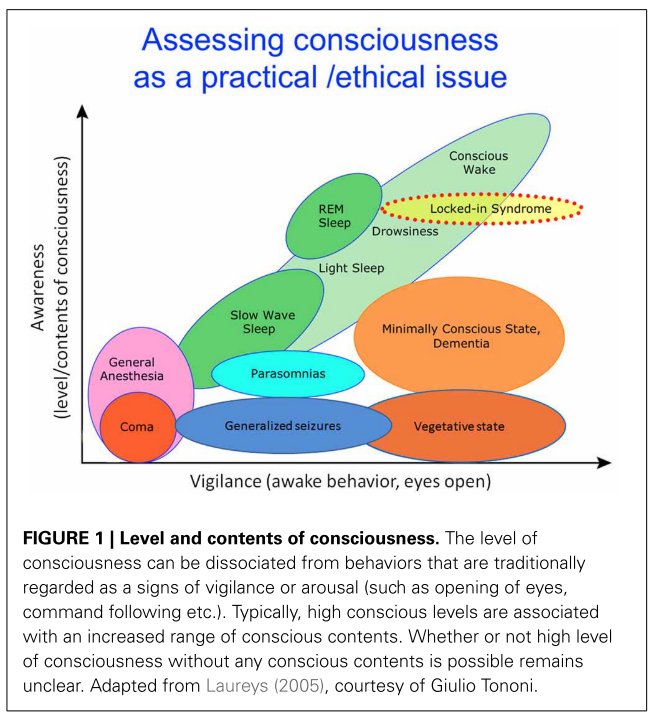 Assessing consciousness
as a practical /ethical issue
Awareness
(level/contents of consciousness)
Conscious
Wake
REM
Sleep
Locked-in Syndrome
Drowsiness
Light Sleep
Slow Wave
Sleep
Minimally Conscious State,
Dementia
General
Anesthesia
Parasomnias
Coma
Generalized seizures
Vegetative state
Vigilance (awake behavior, eyes open)
FIGURE 1 | Level and contents of consciousness. The level of
consciousness can be dissociated from behaviors that are traditionally
regarded as a signs of vigilance or arousal (such as opening of eyes,
command following etc.). Typically, high conscious levels are associated
with an increased range of conscious contents. Whether or not high level
of consciousness without any conscious contents is possible remains
unclear. Adapted from Laureys (2005), courtesy of Giulio Tononi.